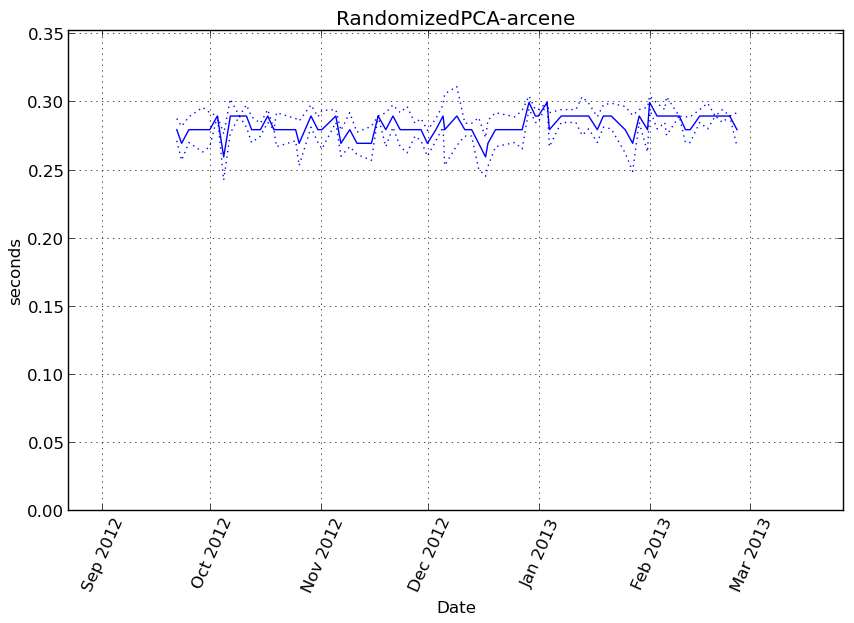 RandomizedPCA-arcene
0.35
0.30
0.25
0.20
0.15
0.10
0.05
0.00
seconds
Sep 2012
Oct 2012
Nov 2012
Dec 2012
Jan 2013
Feb 2013
Mar 2013
Date